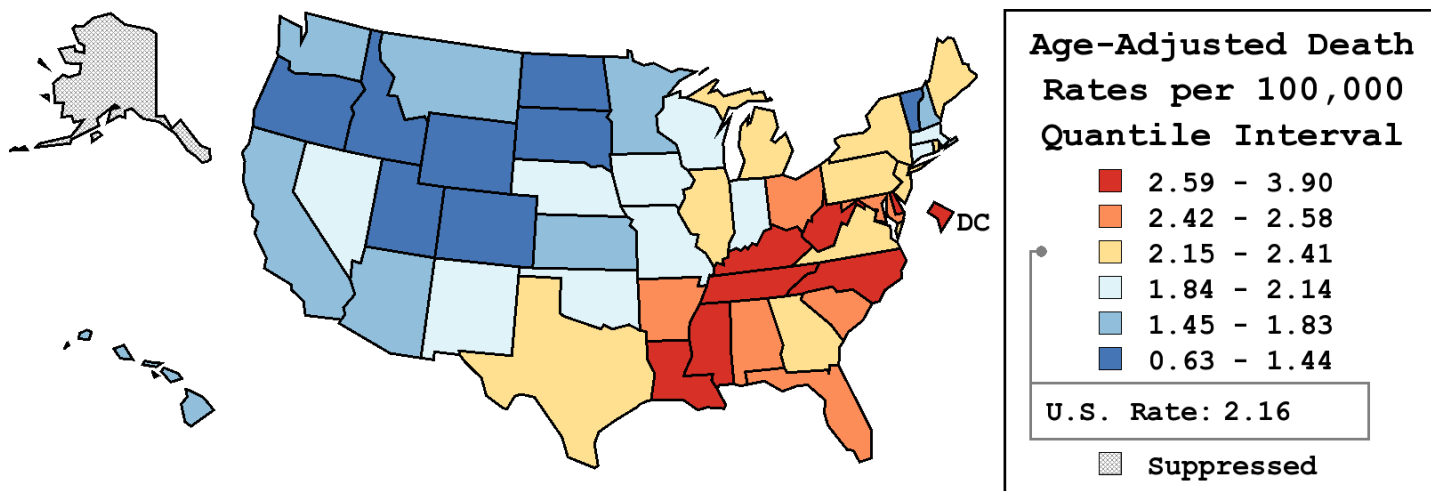 Age-Adjusted Death
Rates per 100,000
Quantile Interval
2.59 - 3.90
2.42 - 2.58
2.15 - 2.41
1.84 - 2.14
1.45 - 1.83
0.63 - 1.44
U.S. Rate: 2.16
Suppressed
DC